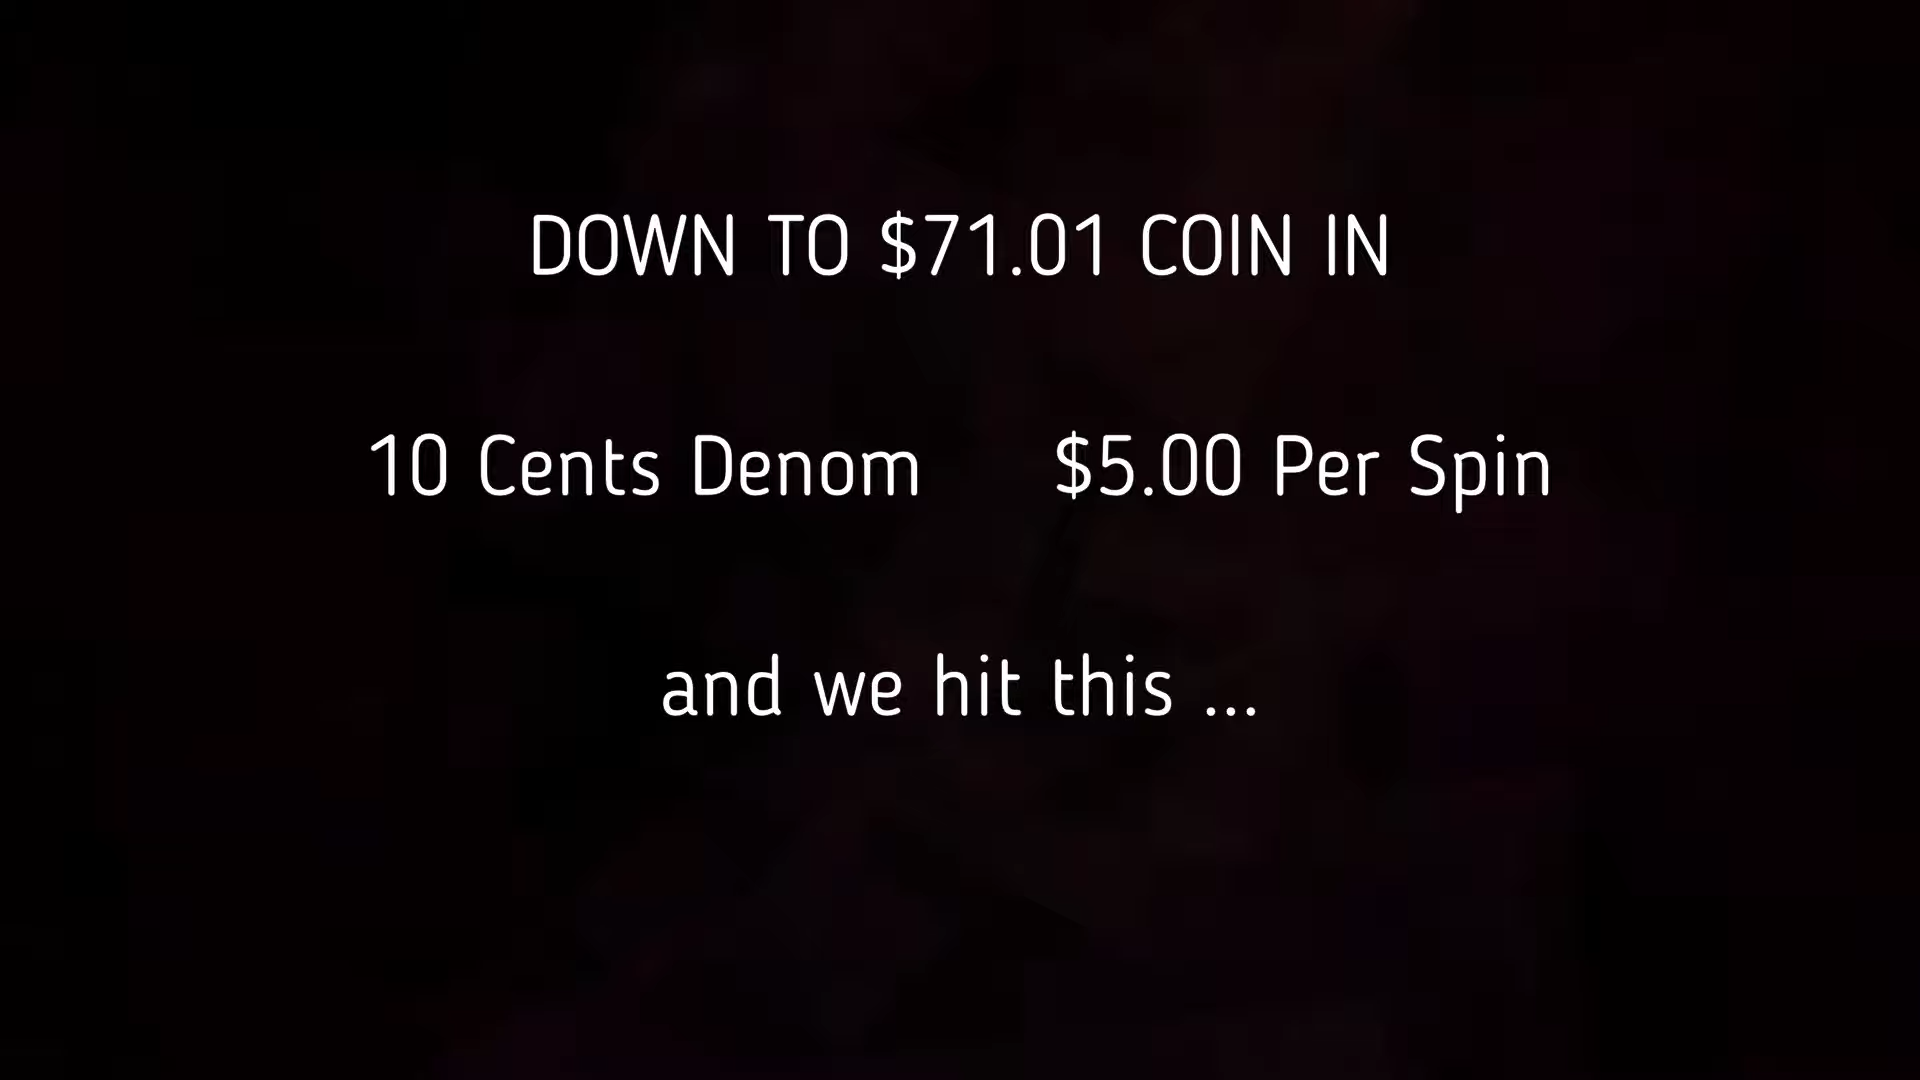 DOWN TO $71.01 COIN IN
10 Cents Denom $5.00 Per Spin
and we hit this ...